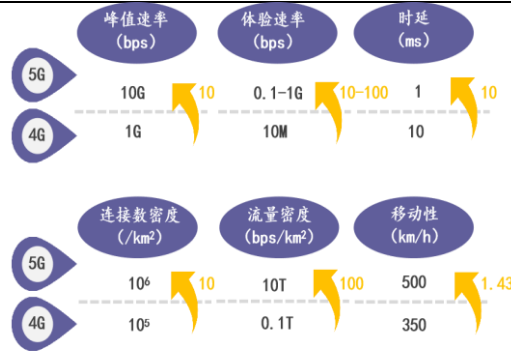 峰值速率 体验速率 时延
(bps) (bps) (ms)
5G 10G 10 0.1-1G 10-100 1 10
4G 1G 10M 10
连接数密度 流量密度 移动性
(/km²) (bps/km²) (km/h)
5G 10⁶ 10 10T 100 500 1.43
4G 10⁵ 0.1T 350